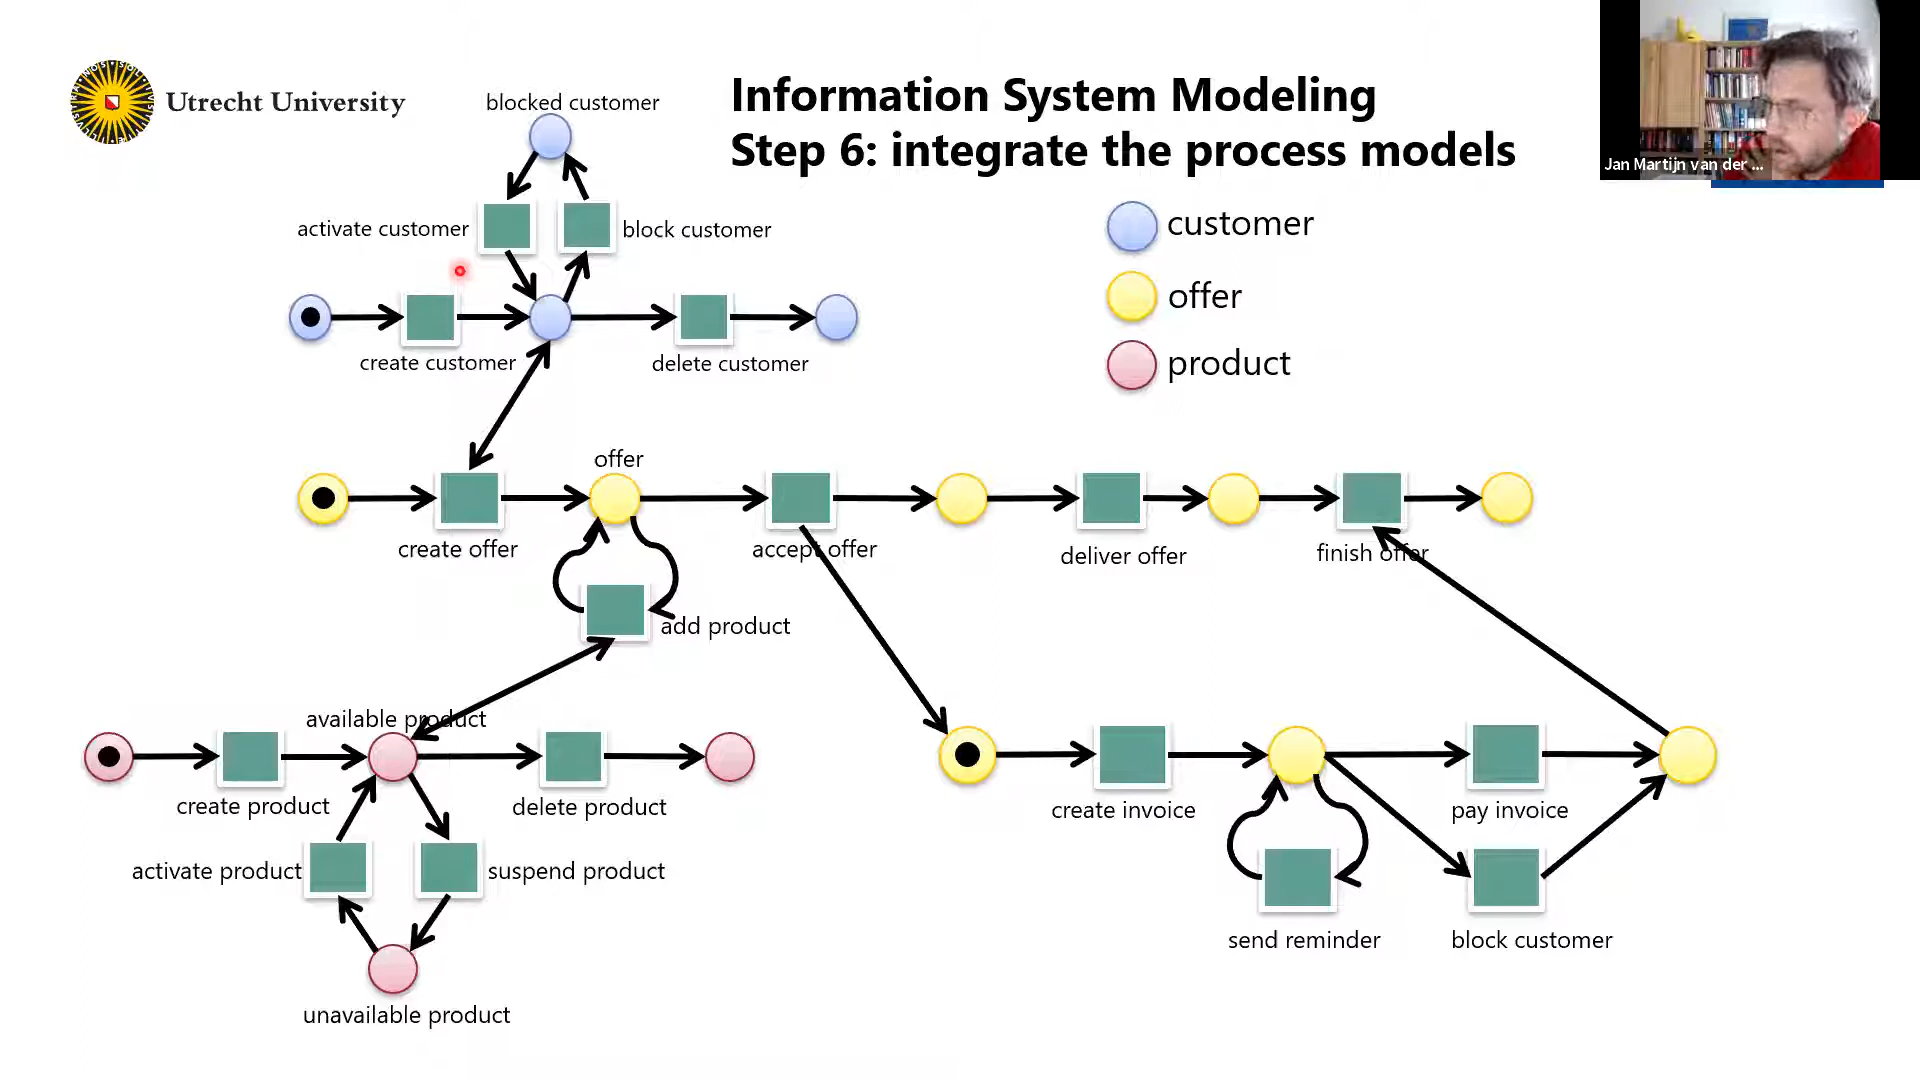 Utrecht University
Information System Modeling
Step 6: integrate the process models
Jan Martijn van der ...
blocked customer
activate customer
block customer
customer
offer
product
create customer
delete customer
offer
create offer
accept offer
deliver offer
finish offer
add product
available product
create product
delete product
create invoice
pay invoice
activate product
suspend product
send reminder
block customer
unavailable product